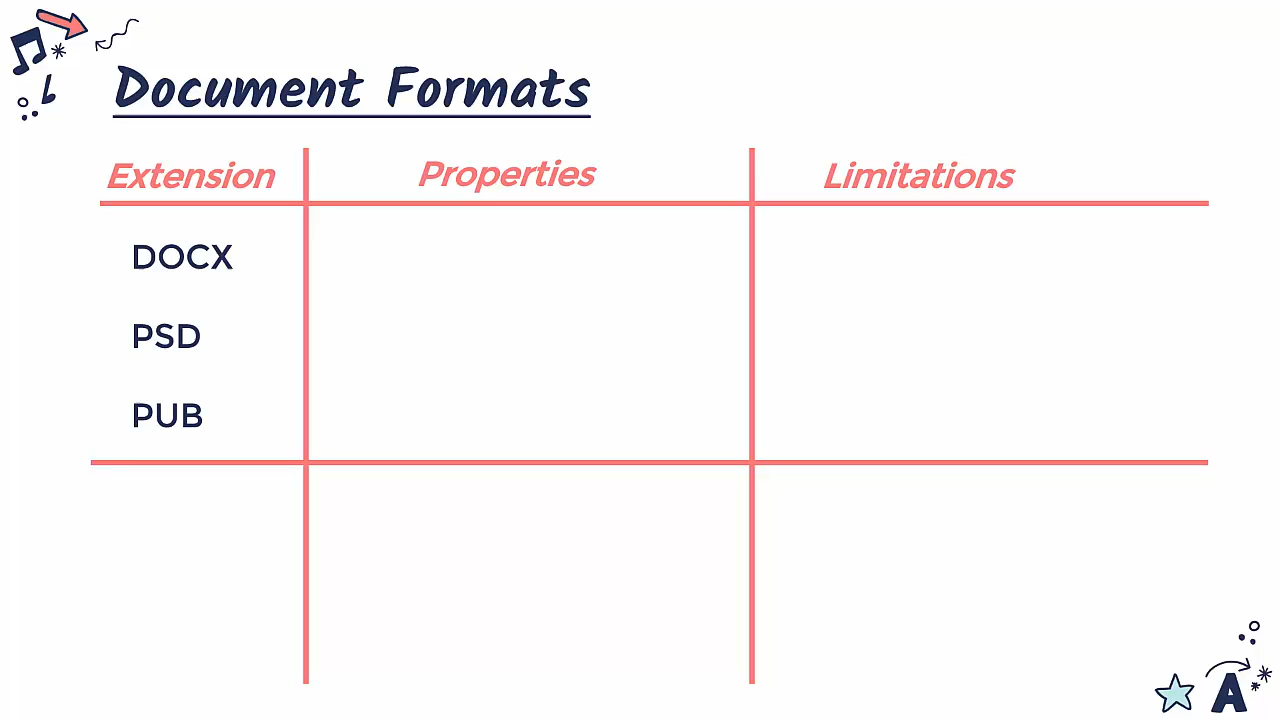 Document Formats
Extension Properties Limitations
DOCX
PSD
PUB
A